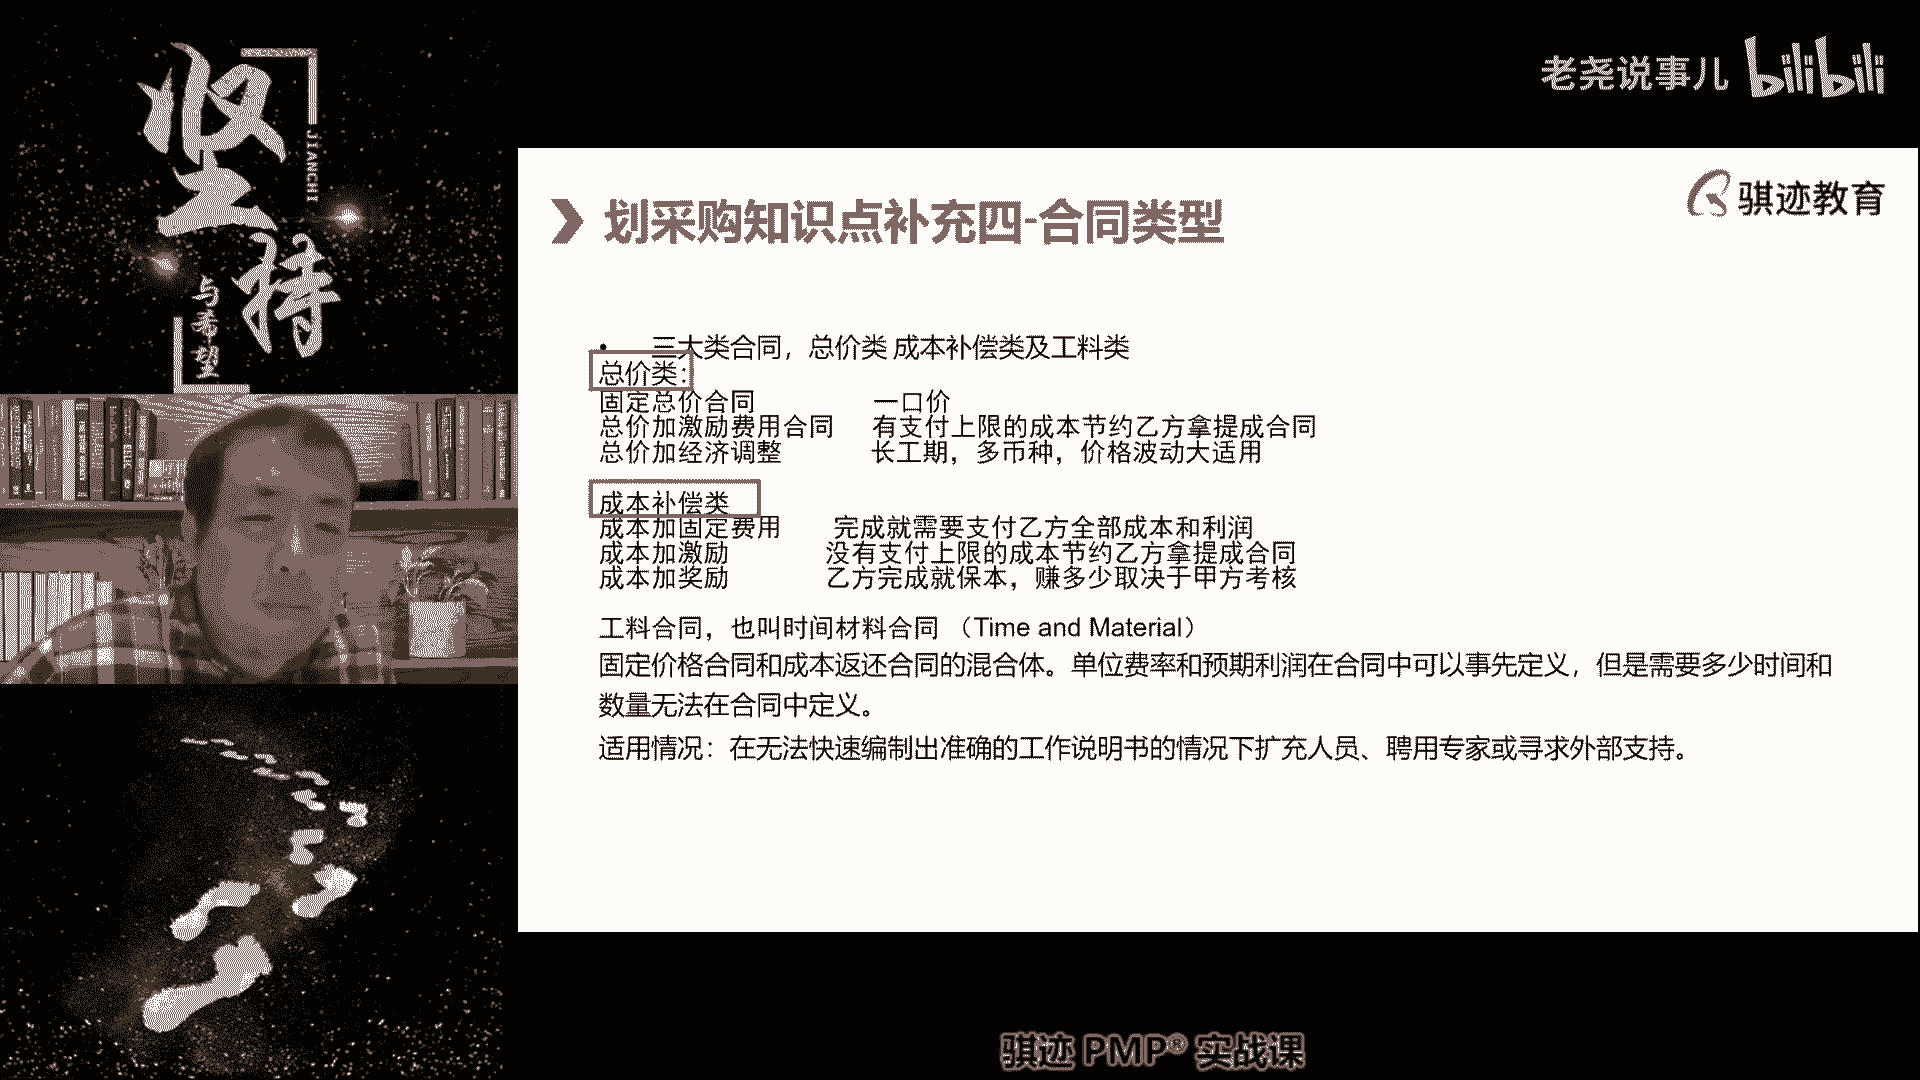 坚持
JIANCHI
与希望
老尧说事儿 bilibili
骐迹教育
划采购知识点补充四-合同类型
• 三大类合同，总价类 成本补偿类及工料类
总价类：
固定总价合同 一口价
总价加激励费用合同 有支付上限的成本节约乙方拿提成合同
总价加经济调整 长工期，多币种，价格波动大适用
成本补偿类
成本加固定费用 完成就需要支付乙方全部成本和利润
成本加激励 没有支付上限的成本节约乙方拿提成合同
成本加奖励 乙方完成就保本，赚多少取决于甲方考核
工料合同，也叫时间材料合同 （Time and Material）
固定价格合同和成本返还合同的混合体。单位费率和预期利润在合同中可以事先定义，但是需要多少时间和
数量无法在合同中定义。
适用情况：在无法快速编制出准确的工作说明书的情况下扩充人员、聘用专家或寻求外部支持。
骐迹 PMP® 实战课